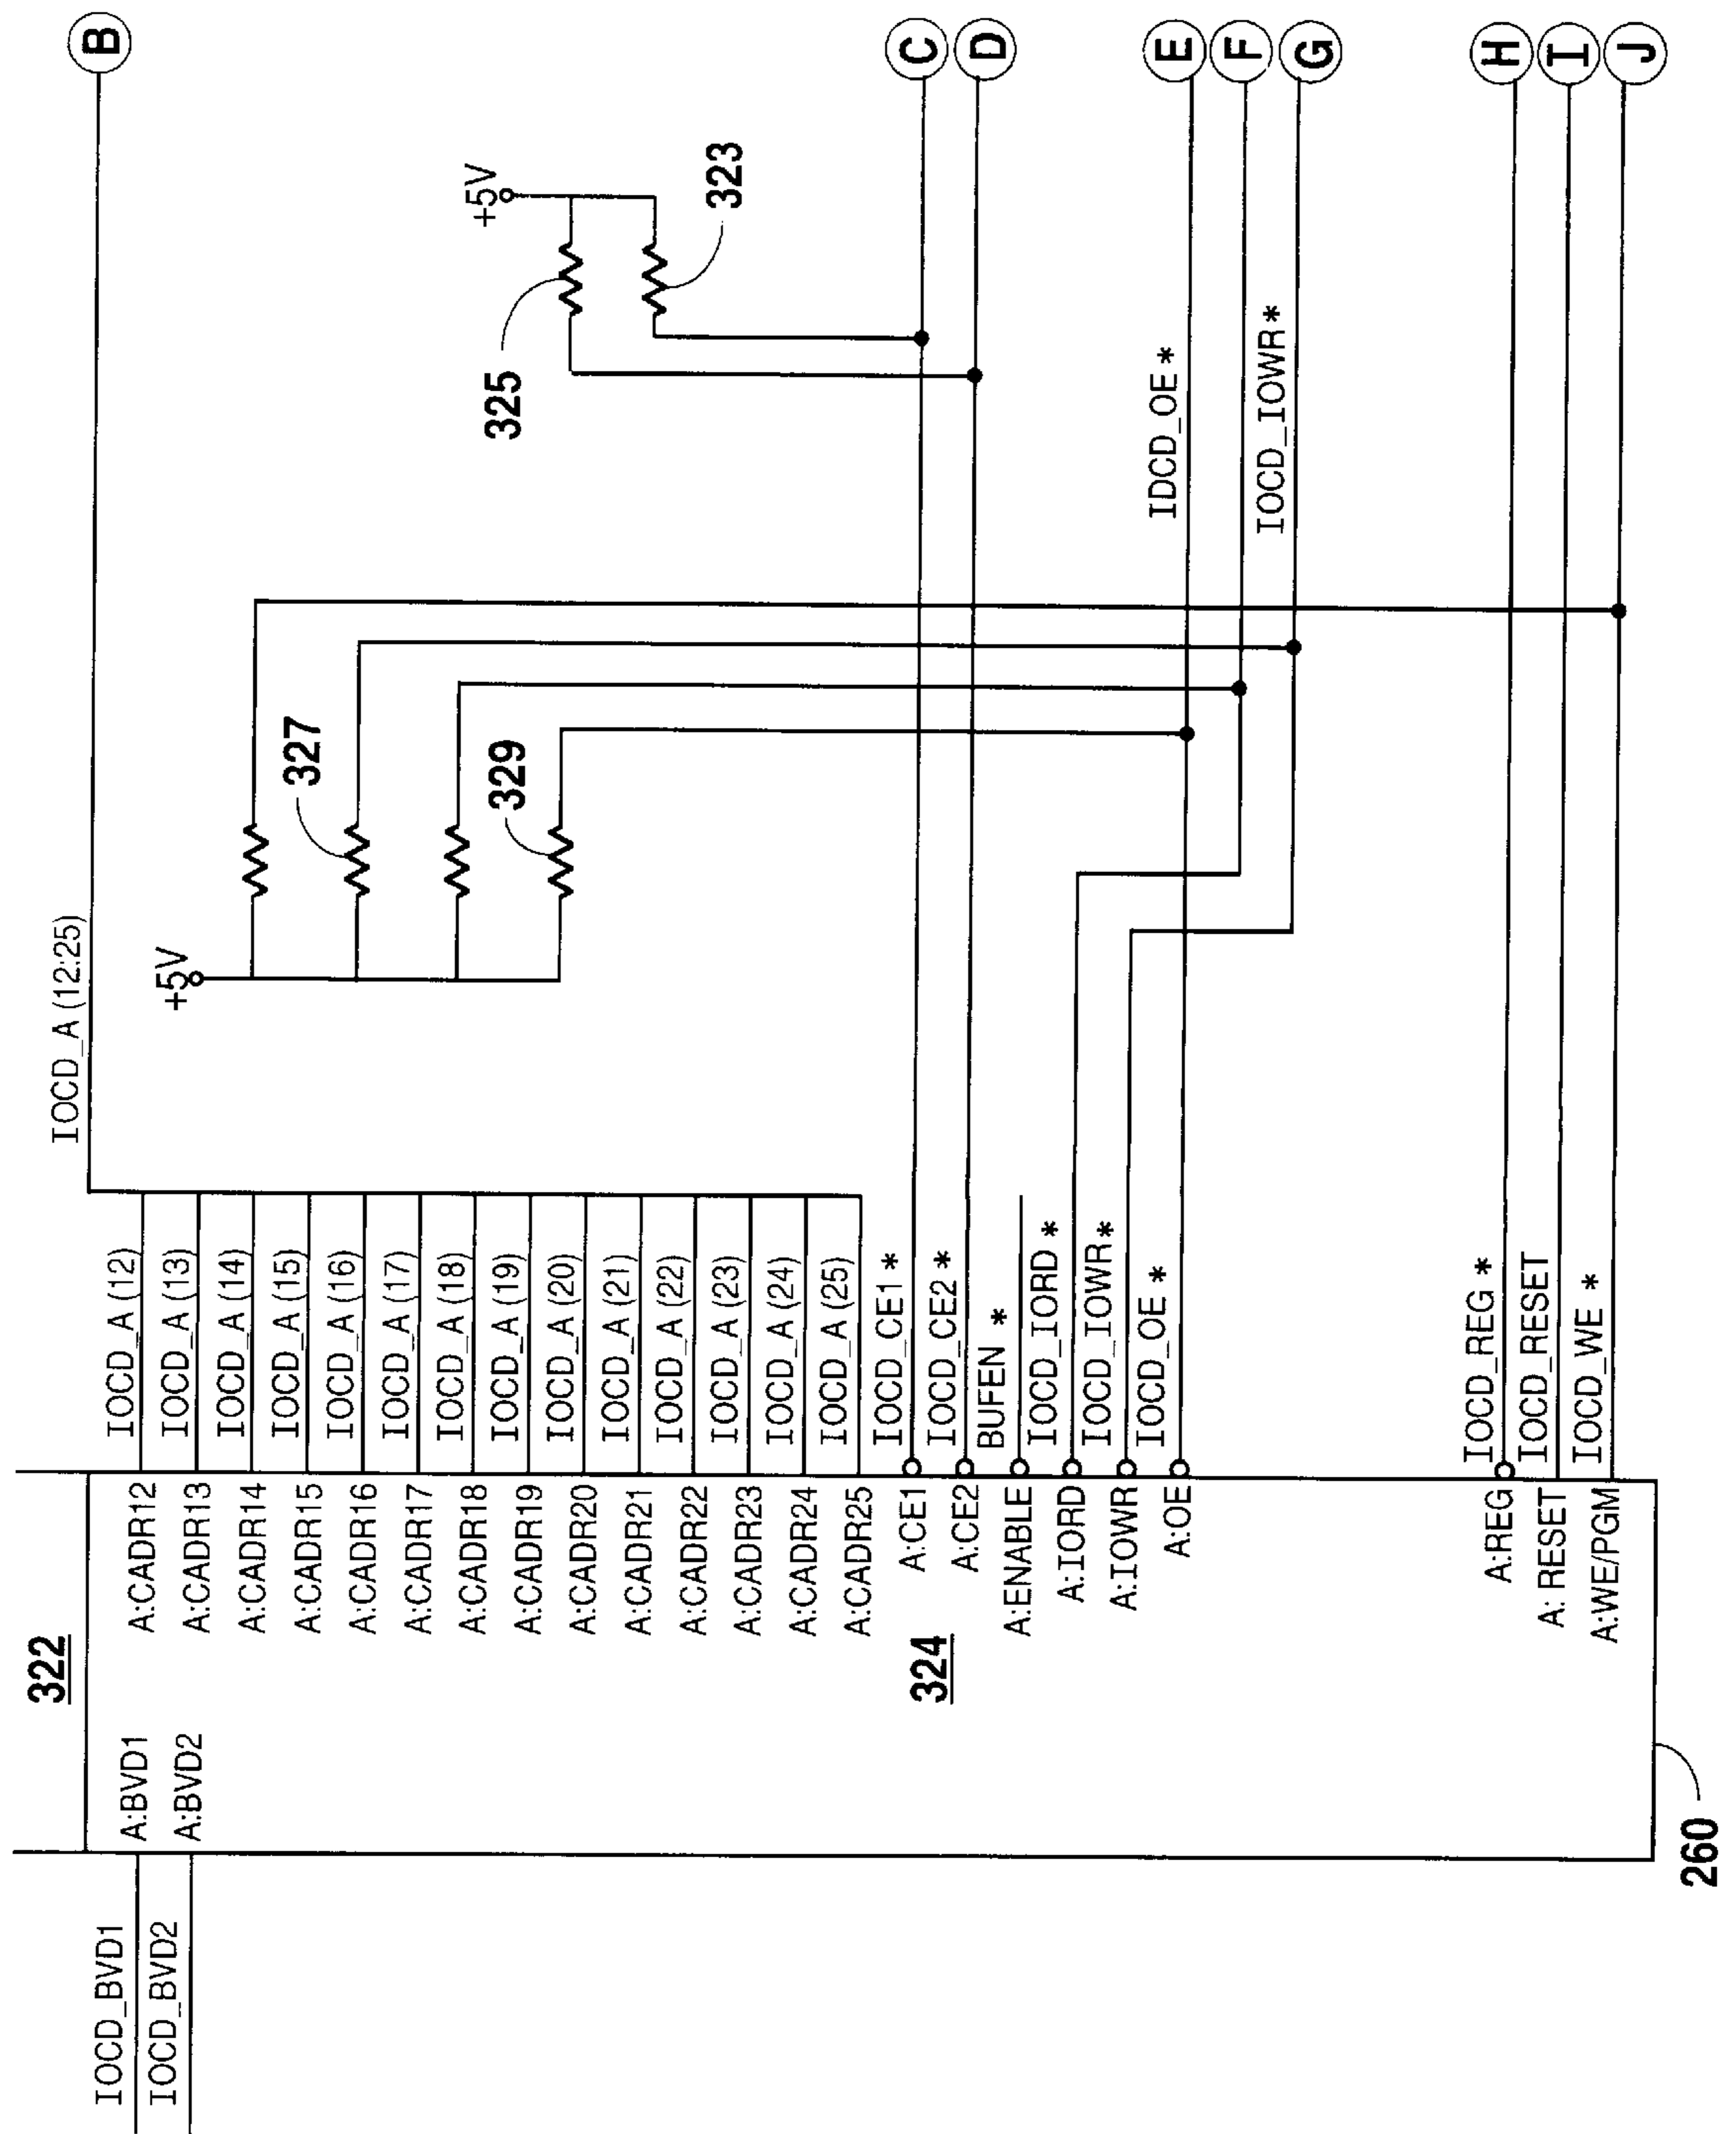 322
IOCD_BVD1
A:BVD1
IOCD_BVD2
A:BVD2
A:CADR12
IOCD_A (12)
A:CADR13
IOCD_A (13)
A:CADR14
IOCD_A (14)
A:CADR15
IOCD_A (15)
A:CADR16
IOCD_A (16)
A:CADR17
IOCD_A (17)
A:CADR18
IOCD_A (18)
A:CADR19
IOCD_A (19)
A:CADR20
IOCD_A (20)
A:CADR21
IOCD_A (21)
A:CADR22
IOCD_A (22)
A:CADR23
IOCD_A (23)
A:CADR24
IOCD_A (24)
A:CADR25
IOCD_A (25)
324
A:CE1
IOCD_CE1 *
A:CE2
IOCD_CE2 *
A:ENABLE
BUFEN *
A:IORD
IOCD_IORD *
A:IOWR
IOCD_IOWR*
A:OE
IOCD_OE *
A:REG
IOCD_REG *
A: RESET
IOCD_RESET
A:WE/PGM
IOCD_WE *
260
IOCD_A (12:25)
+5V
327
329
+5V
325
323
IDCD_OE *
IOCD_IOWR*
B
C
D
E
F
G
H
I
J